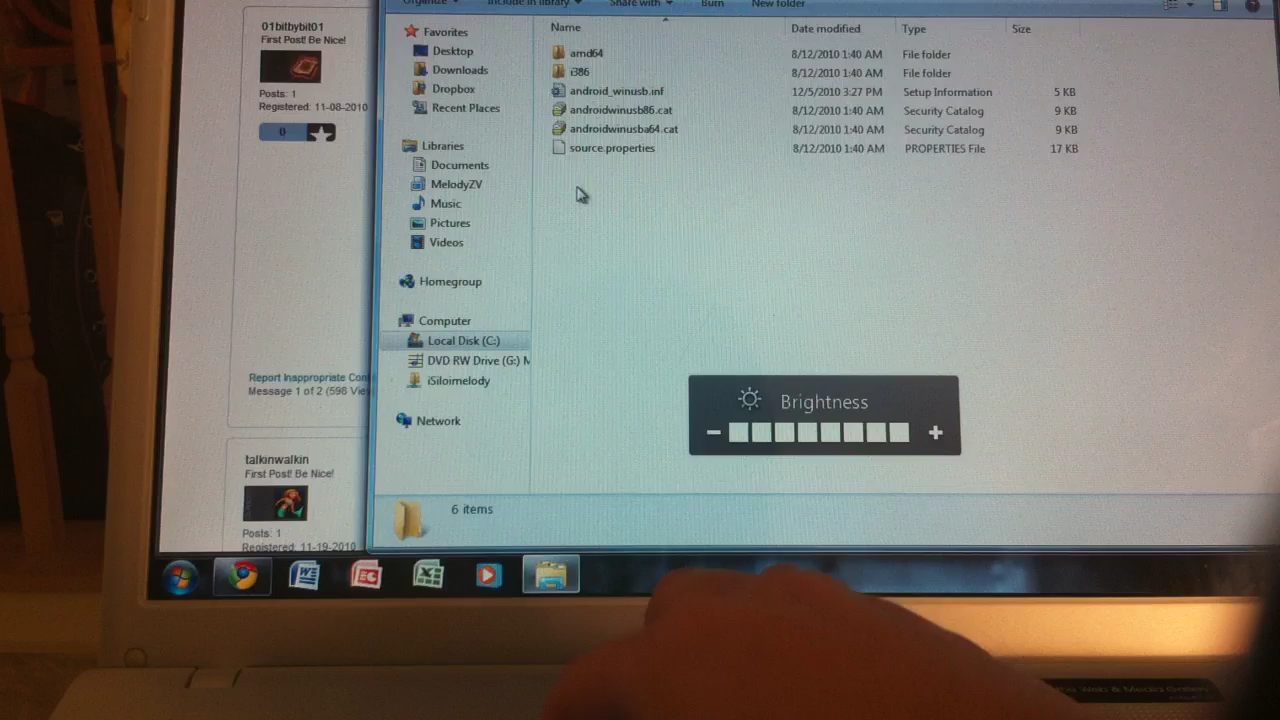 Organize
Include in library
Share with
Burn
New folder
01bitbybit01
First Post! Be Nice!
Posts: 1
Registered: 11-08-2010
0
Report Inappropriate Con
Message 1 of 2 (598 View
talkinwalkin
First Post! Be Nice!
Posts: 1
Registered: 11-19-2010
Favorites
Desktop
Downloads
Dropbox
Recent Places
Libraries
Documents
MelodyZV
Music
Pictures
Videos
Homegroup
Computer
Local Disk (C:)
DVD RW Drive (G:) M
iSiloimelody
Network
Name Date modified Type Size
amd64 8/12/2010 1:40 AM File folder
i386 8/12/2010 1:40 AM File folder
android_winusb.inf 12/5/2010 3:27 PM Setup Information 5 KB
androidwinusb86.cat 8/12/2010 1:40 AM Security Catalog 9 KB
androidwinusba64.cat 8/12/2010 1:40 AM Security Catalog 9 KB
source.properties 8/12/2010 1:40 AM PROPERTIES File 17 KB
Brightness
- +
6 items